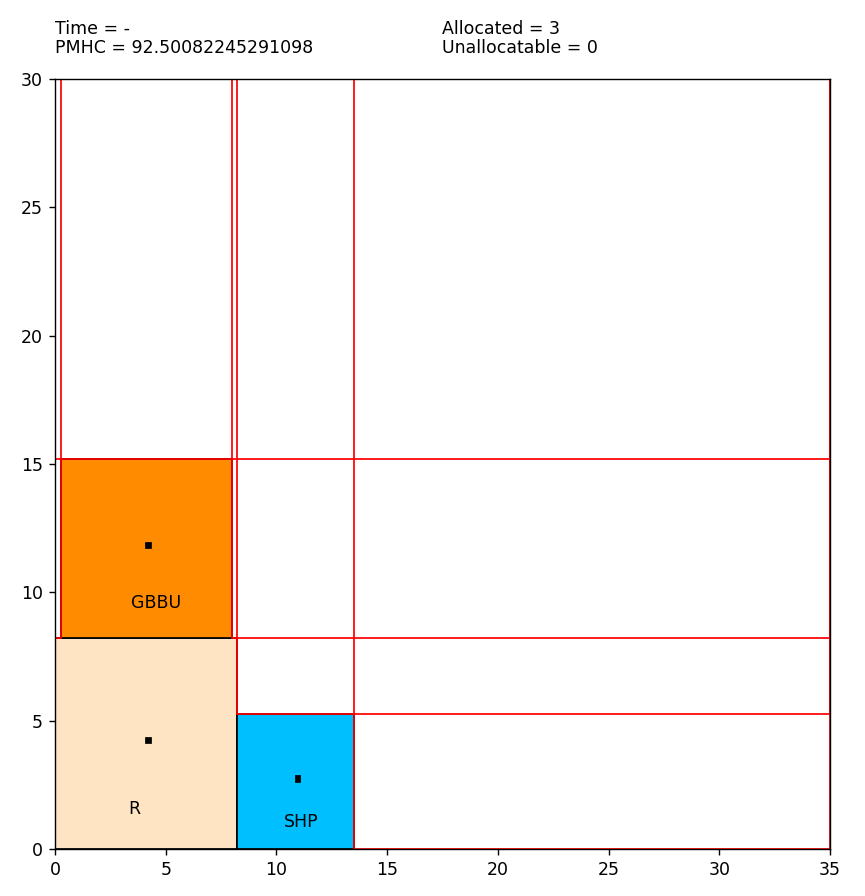 Time = -
Allocated = 3
PMHC = 92.50082245291098
Unallocatable = 0
30
25
20
15
10
5
0
GBBU
R
SHP
0 5 10 15 20 25 30 35